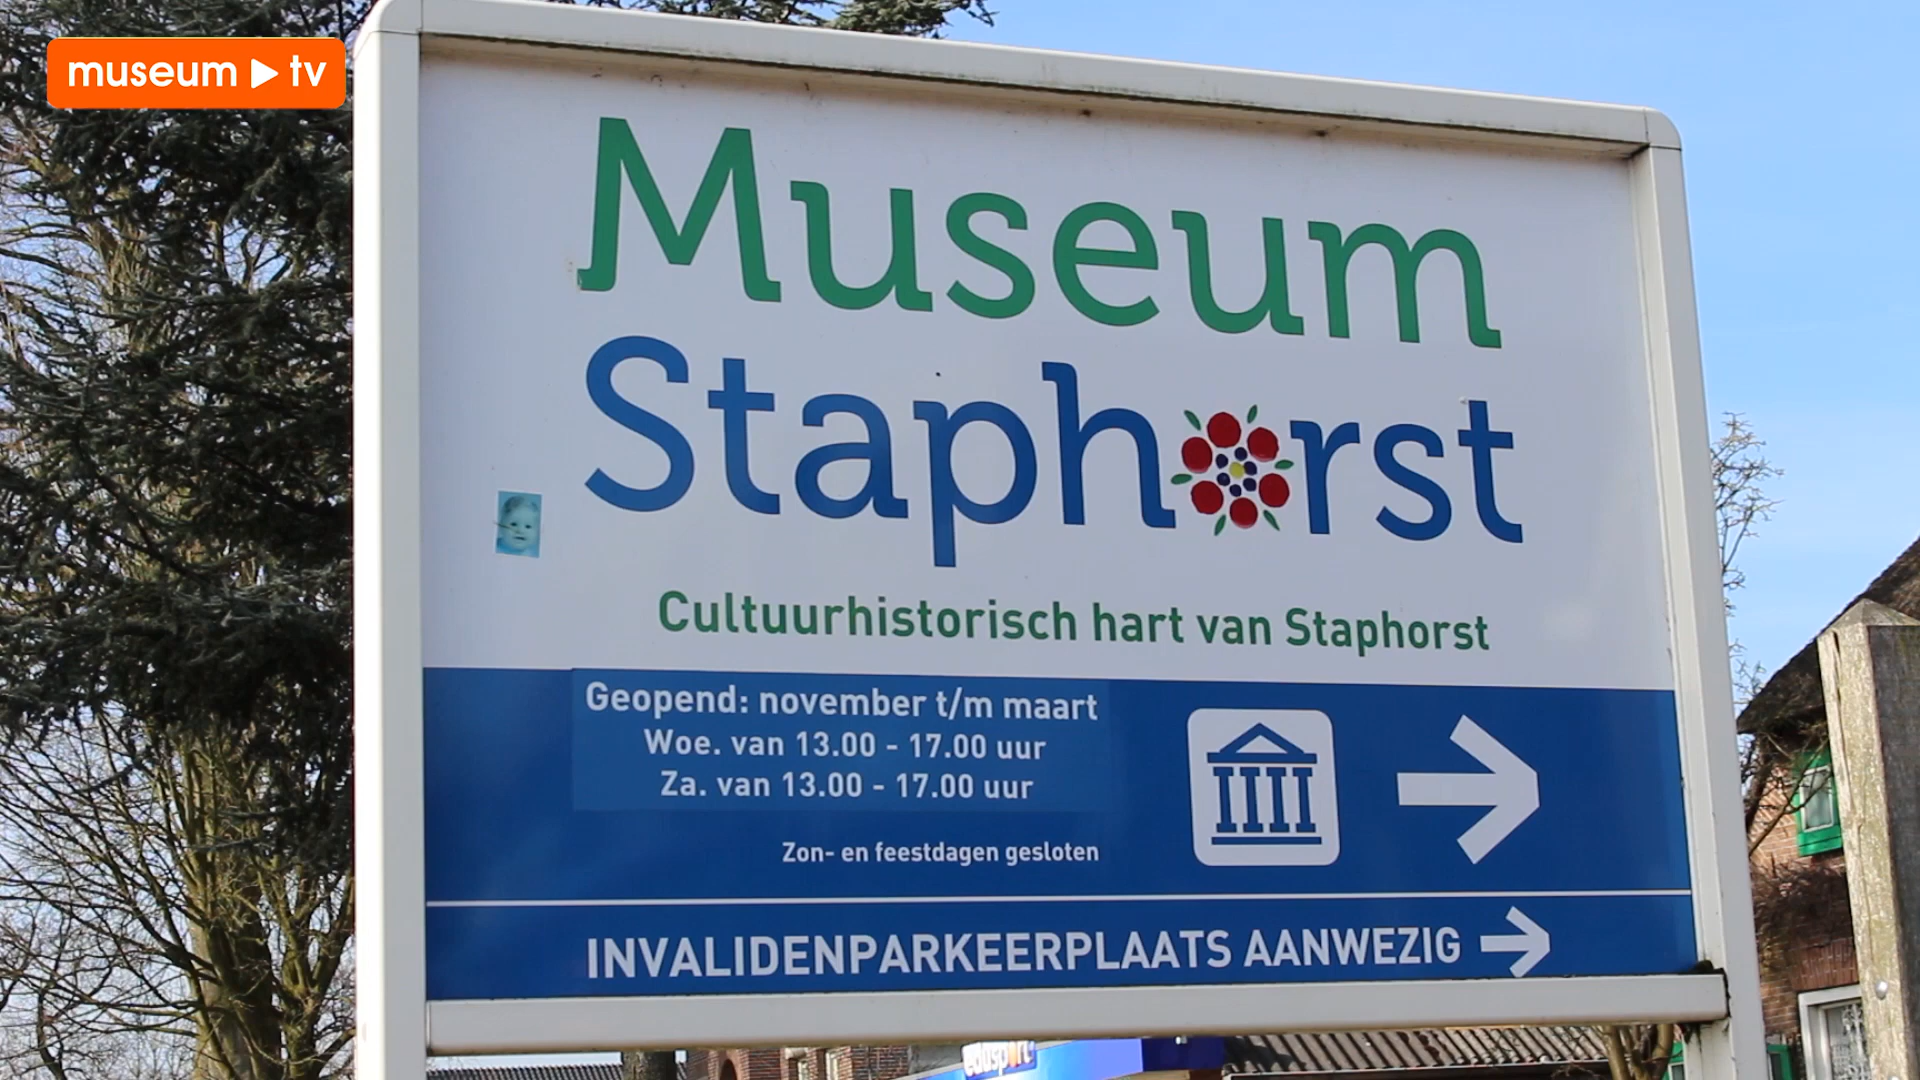 museum tv
Museum
Staphorst
Cultuurhistorisch hart van Staphorst
Geopend: november t/m maart
Woe. van 13.00 - 17.00 uur
Za. van 13.00 - 17.00 uur
Zon- en feestdagen gesloten
INVALIDENPARKEERPLAATS AANWEZIG
edusport